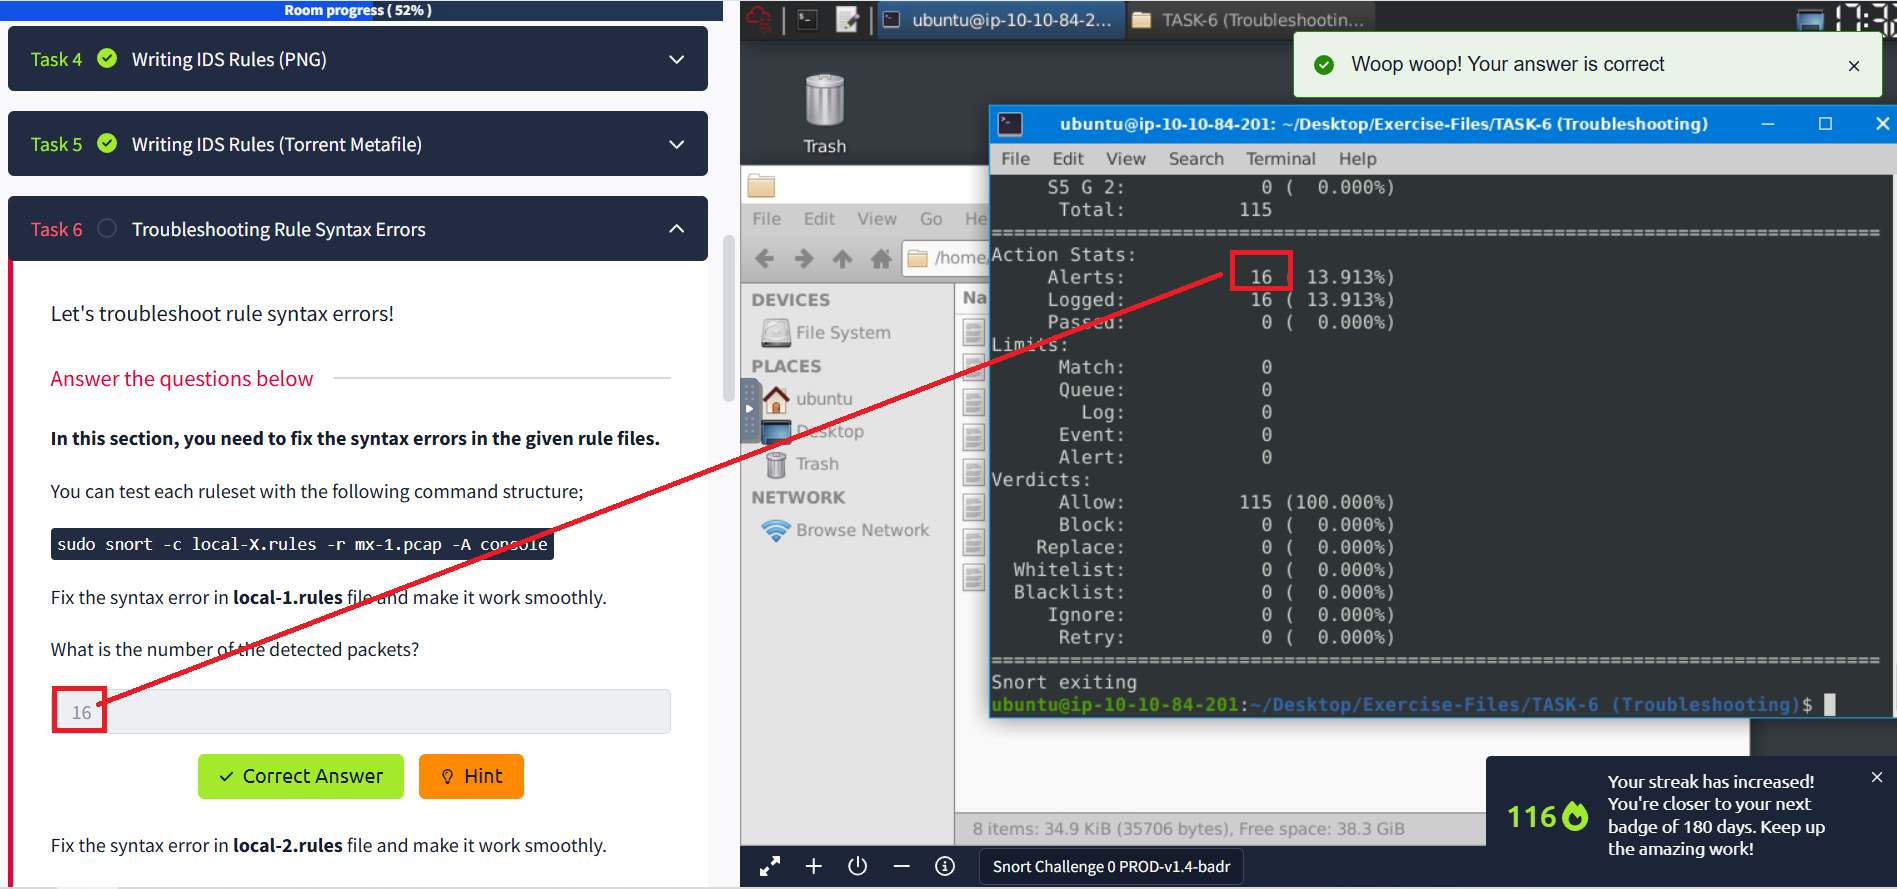 Room progress ( 52% )
Task 4 Writing IDS Rules (PNG)
Task 5 Writing IDS Rules (Torrent Metafile)
Task 6 Troubleshooting Rule Syntax Errors
Let's troubleshoot rule syntax errors!
Answer the questions below
In this section, you need to fix the syntax errors in the given rule files.
You can test each ruleset with the following command structure;
sudo snort -c local-X.rules -r mx-1.pcap -A console
Fix the syntax error in local-1.rules file and make it work smoothly.
What is the number of the detected packets?
16
Correct Answer
Hint
Fix the syntax error in local-2.rules file and make it work smoothly.
ubuntu@ip-10-10-84-2...
TASK-6 (Troubleshootin...
Woop woop! Your answer is correct
Trash
File Edit View Go He
/home/
DEVICES
File System
PLACES
ubuntu
Desktop
Trash
NETWORK
Browse Network
Na
8 items: 34.9 KiB (35706 bytes), Free space: 38.3 GiB
ubuntu@ip-10-10-84-201: ~/Desktop/Exercise-Files/TASK-6 (Troubleshooting)
File Edit View Search Terminal Help
S5 G 2: 0 ( 0.000%)
Total: 115
===============================================================================
Action Stats:
Alerts: 16 ( 13.913%)
Logged: 16 ( 13.913%)
Passed: 0 ( 0.000%)
Limits:
Match: 0
Queue: 0
Log: 0
Event: 0
Alert: 0
Verdicts:
Allow: 115 (100.000%)
Block: 0 ( 0.000%)
Replace: 0 ( 0.000%)
Whitelist: 0 ( 0.000%)
Blacklist: 0 ( 0.000%)
Ignore: 0 ( 0.000%)
Retry: 0 ( 0.000%)
===============================================================================
Snort exiting
ubuntu@ip-10-10-84-201:~/Desktop/Exercise-Files/TASK-6 (Troubleshooting)$
116
Your streak has increased!
You're closer to your next
badge of 180 days. Keep up
the amazing work!
Snort Challenge 0 PROD-v1.4-badr